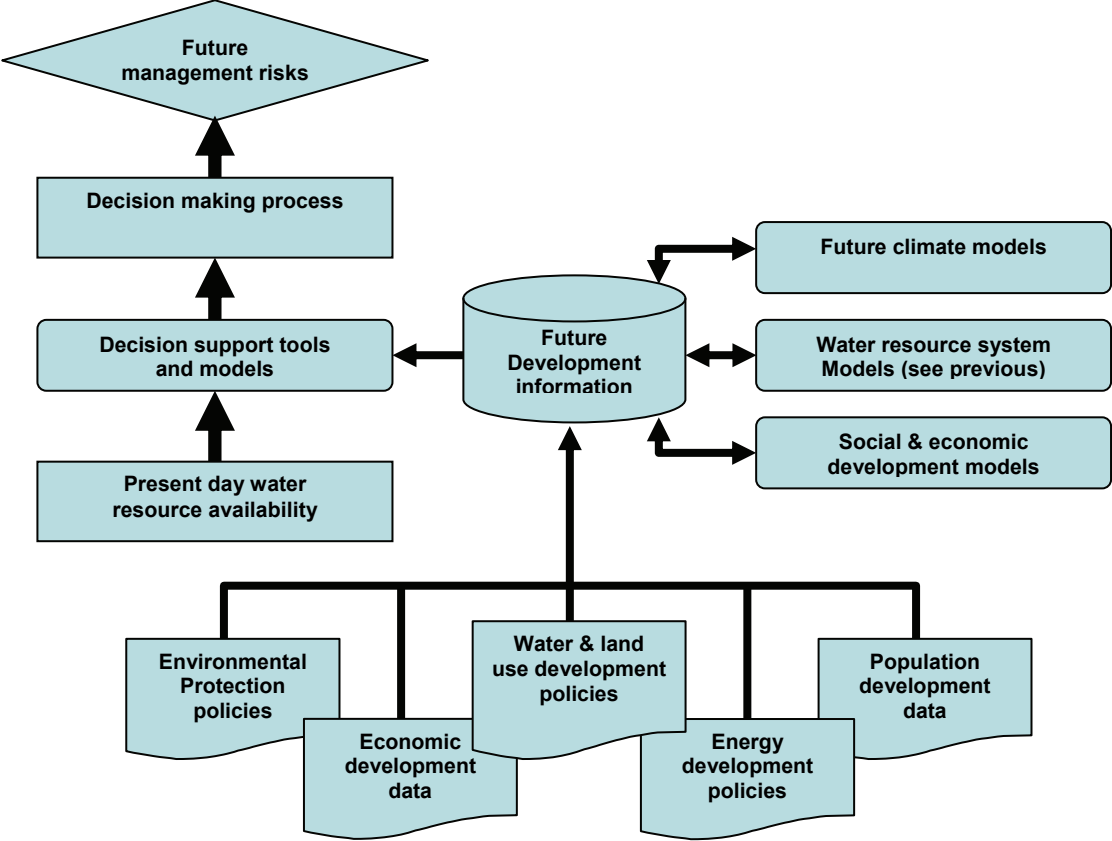 Future
management risks
Decision making process
Future climate models
Decision support tools
and models
Future
Development
information
Water resource system
Models (see previous)
Social & economic
development models
Present day water
resource availability
Environmental
Protection
policies
Economic
development
data
Water & land
use development
policies
Energy
development
policies
Population
development
data